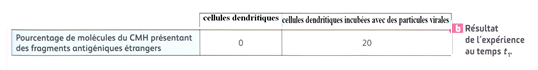 cellules dendritiques cellules dendritiques incubées avec des particules virales
Pourcentage de molécules du CMH présentant
des fragments antigéniques étrangers
0 20
b Résultat
de l'expérience
au temps t₁.